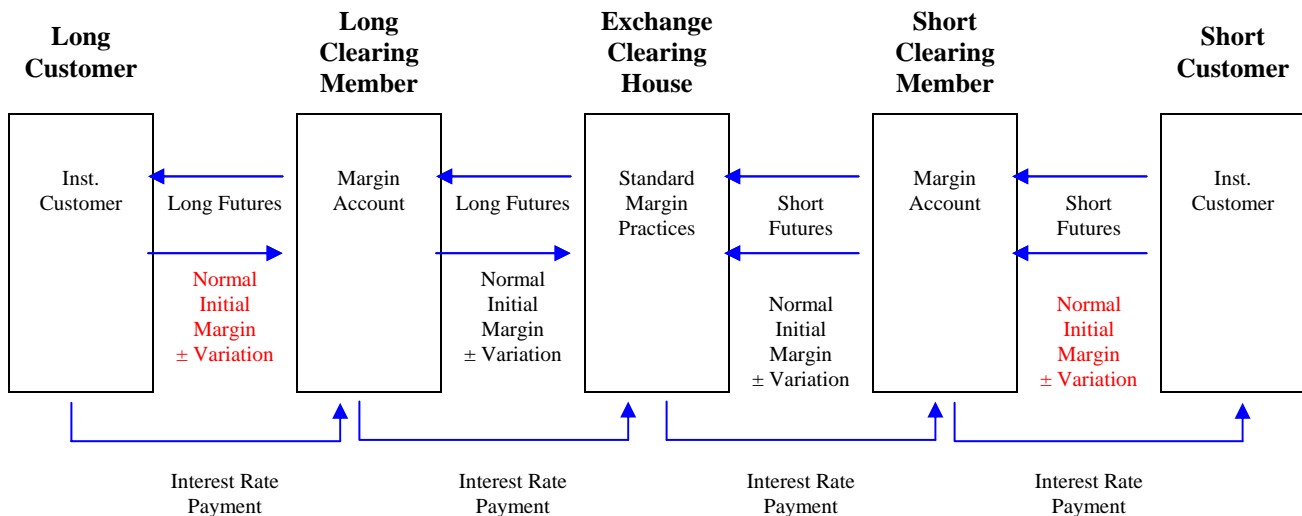 Long
Customer
Long
Clearing
Member
Exchange
Clearing
House
Short
Clearing
Member
Short
Customer
Inst.
Customer
Long Futures
Normal
Initial
Margin
± Variation
Margin
Account
Long Futures
Normal
Initial
Margin
± Variation
Standard
Margin
Practices
Short
Futures
Normal
Initial
Margin
± Variation
Margin
Account
Short
Futures
Normal
Initial
Margin
± Variation
Inst.
Customer
Interest Rate
Payment
Interest Rate
Payment
Interest Rate
Payment
Interest Rate
Payment